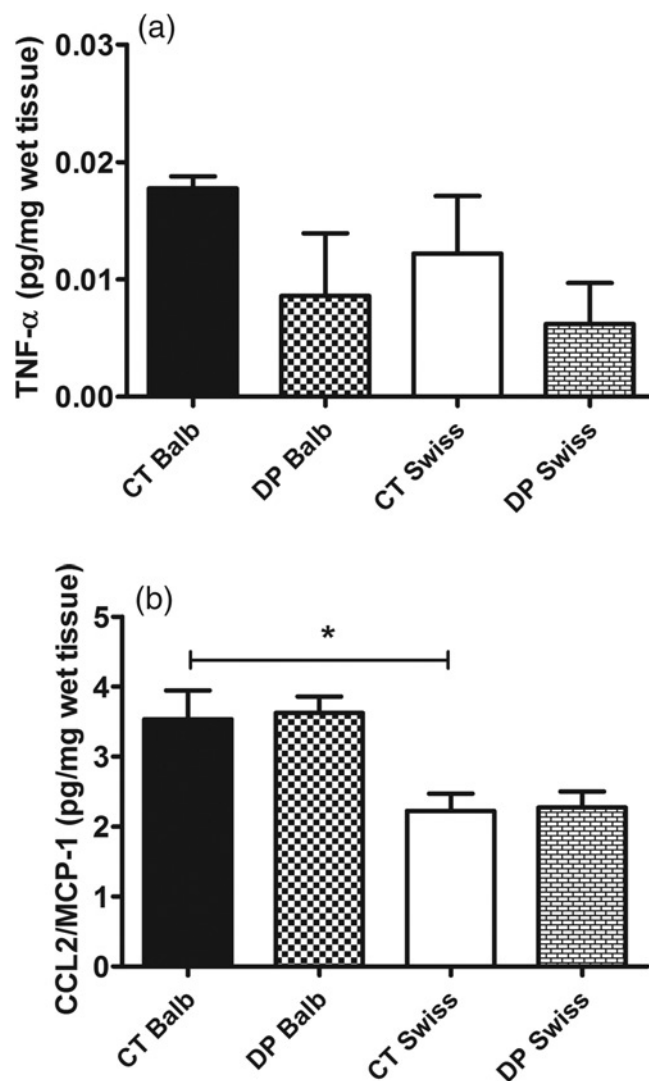 (a)
TNF-α (pg/mg wet tissue)
0.03
0.02
0.01
0.00
CT Balb
DP Balb
CT Swiss
DP Swiss
(b)
CCL2/MCP-1 (pg/mg wet tissue)
5
4
3
2
1
0
*
CT Balb
DP Balb
CT Swiss
DP Swiss